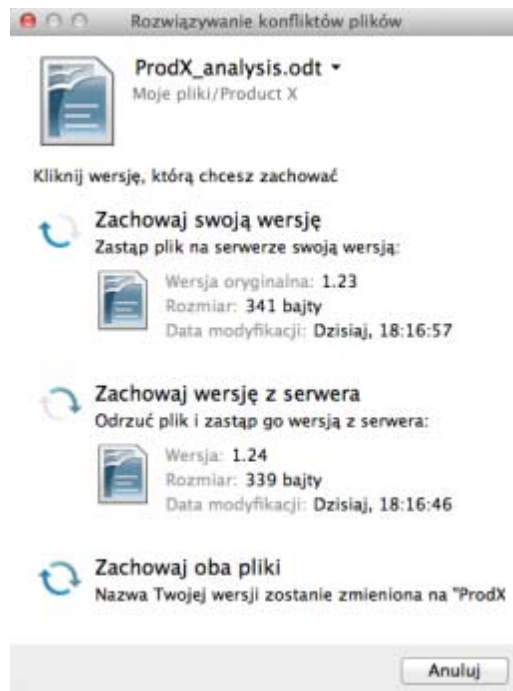 Rozwiązywanie konfliktów plików
ProdX_analysis.odt
Moje pliki/Product X
Kliknij wersję, którą chcesz zachować
Zachowaj swoją wersję
Zastąp plik na serwerze swoją wersją:
Wersja oryginalna: 1.23
Rozmiar: 341 bajty
Data modyfikacji: Dzisiaj, 18:16:57
Zachowaj wersję z serwera
Odrzuć plik i zastąp go wersją z serwera:
Wersja: 1.24
Rozmiar: 339 bajty
Data modyfikacji: Dzisiaj, 18:16:46
Zachowaj oba pliki
Nazwa Twojej wersji zostanie zmieniona na "ProdX
Anuluj